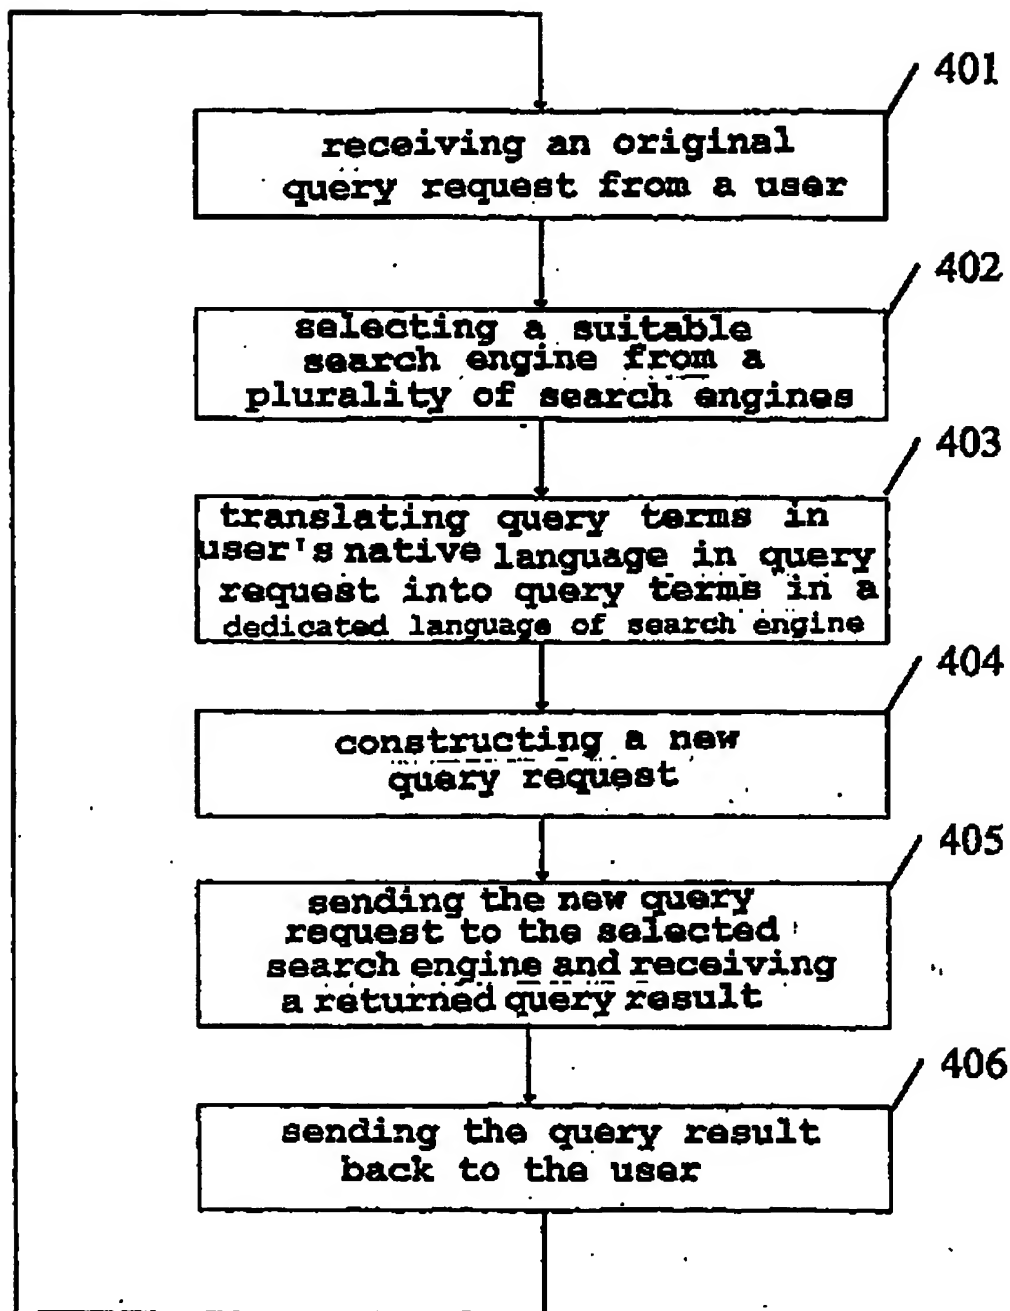 401
receiving an original
query request from a user
402
selecting a suitable
search engine from a
plurality of search engines
403
translating query terms in
user's native language in query
request into query terms in a
dedicated language of search engine
404
constructing a new
query request
405
sending the new query
request to the selected
search engine and receiving
a returned query result
406
sending the query result
back to the user